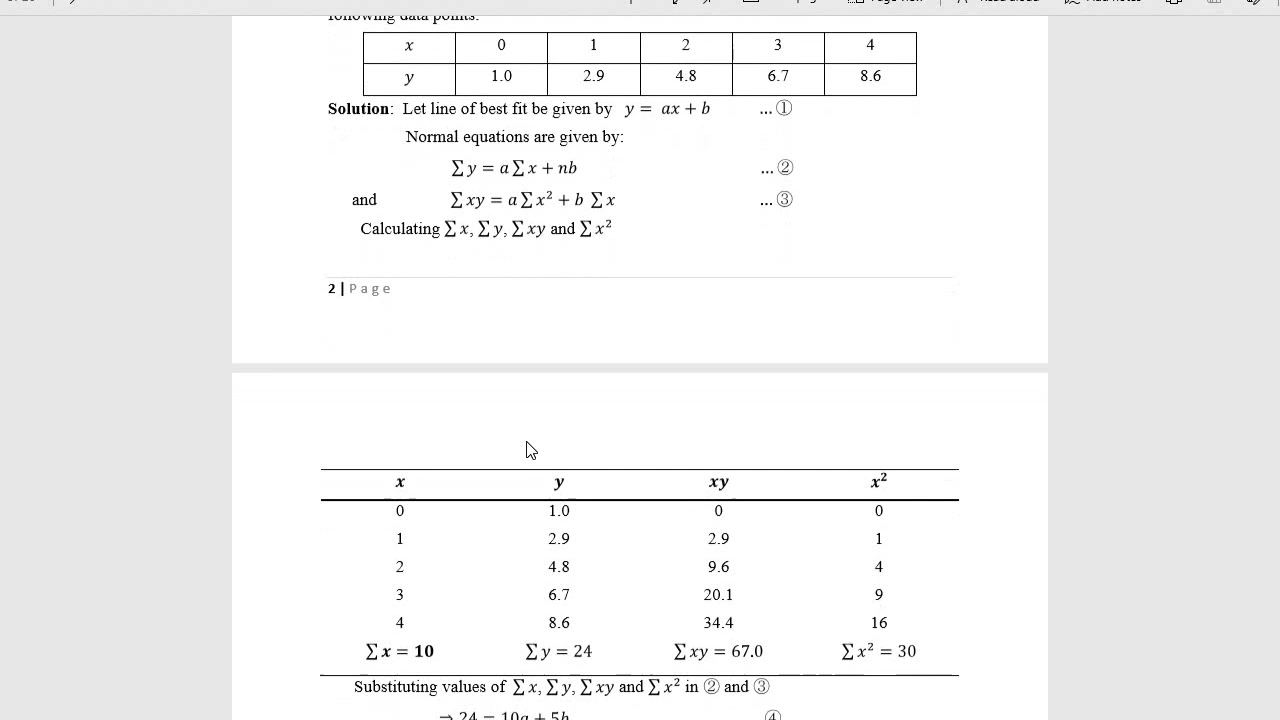 following data points.
x 0 1 2 3 4
y 1.0 2.9 4.8 6.7 8.6
Solution: Let line of best fit be given by y = ax + b ... ①
Normal equations are given by:
∑ y = a ∑ x + nb ... ②
and ∑ xy = a ∑ x² + b ∑ x ... ③
Calculating ∑ x, ∑ y, ∑ xy and ∑ x²
2 | Page
x y xy x²
0 1.0 0 0
1 2.9 2.9 1
2 4.8 9.6 4
3 6.7 20.1 9
4 8.6 34.4 16
∑ x = 10 ∑ y = 24 ∑ xy = 67.0 ∑ x² = 30
Substituting values of ∑ x, ∑ y, ∑ xy and ∑ x² in ② and ③
⇒ 24 = 10a + 5b ④